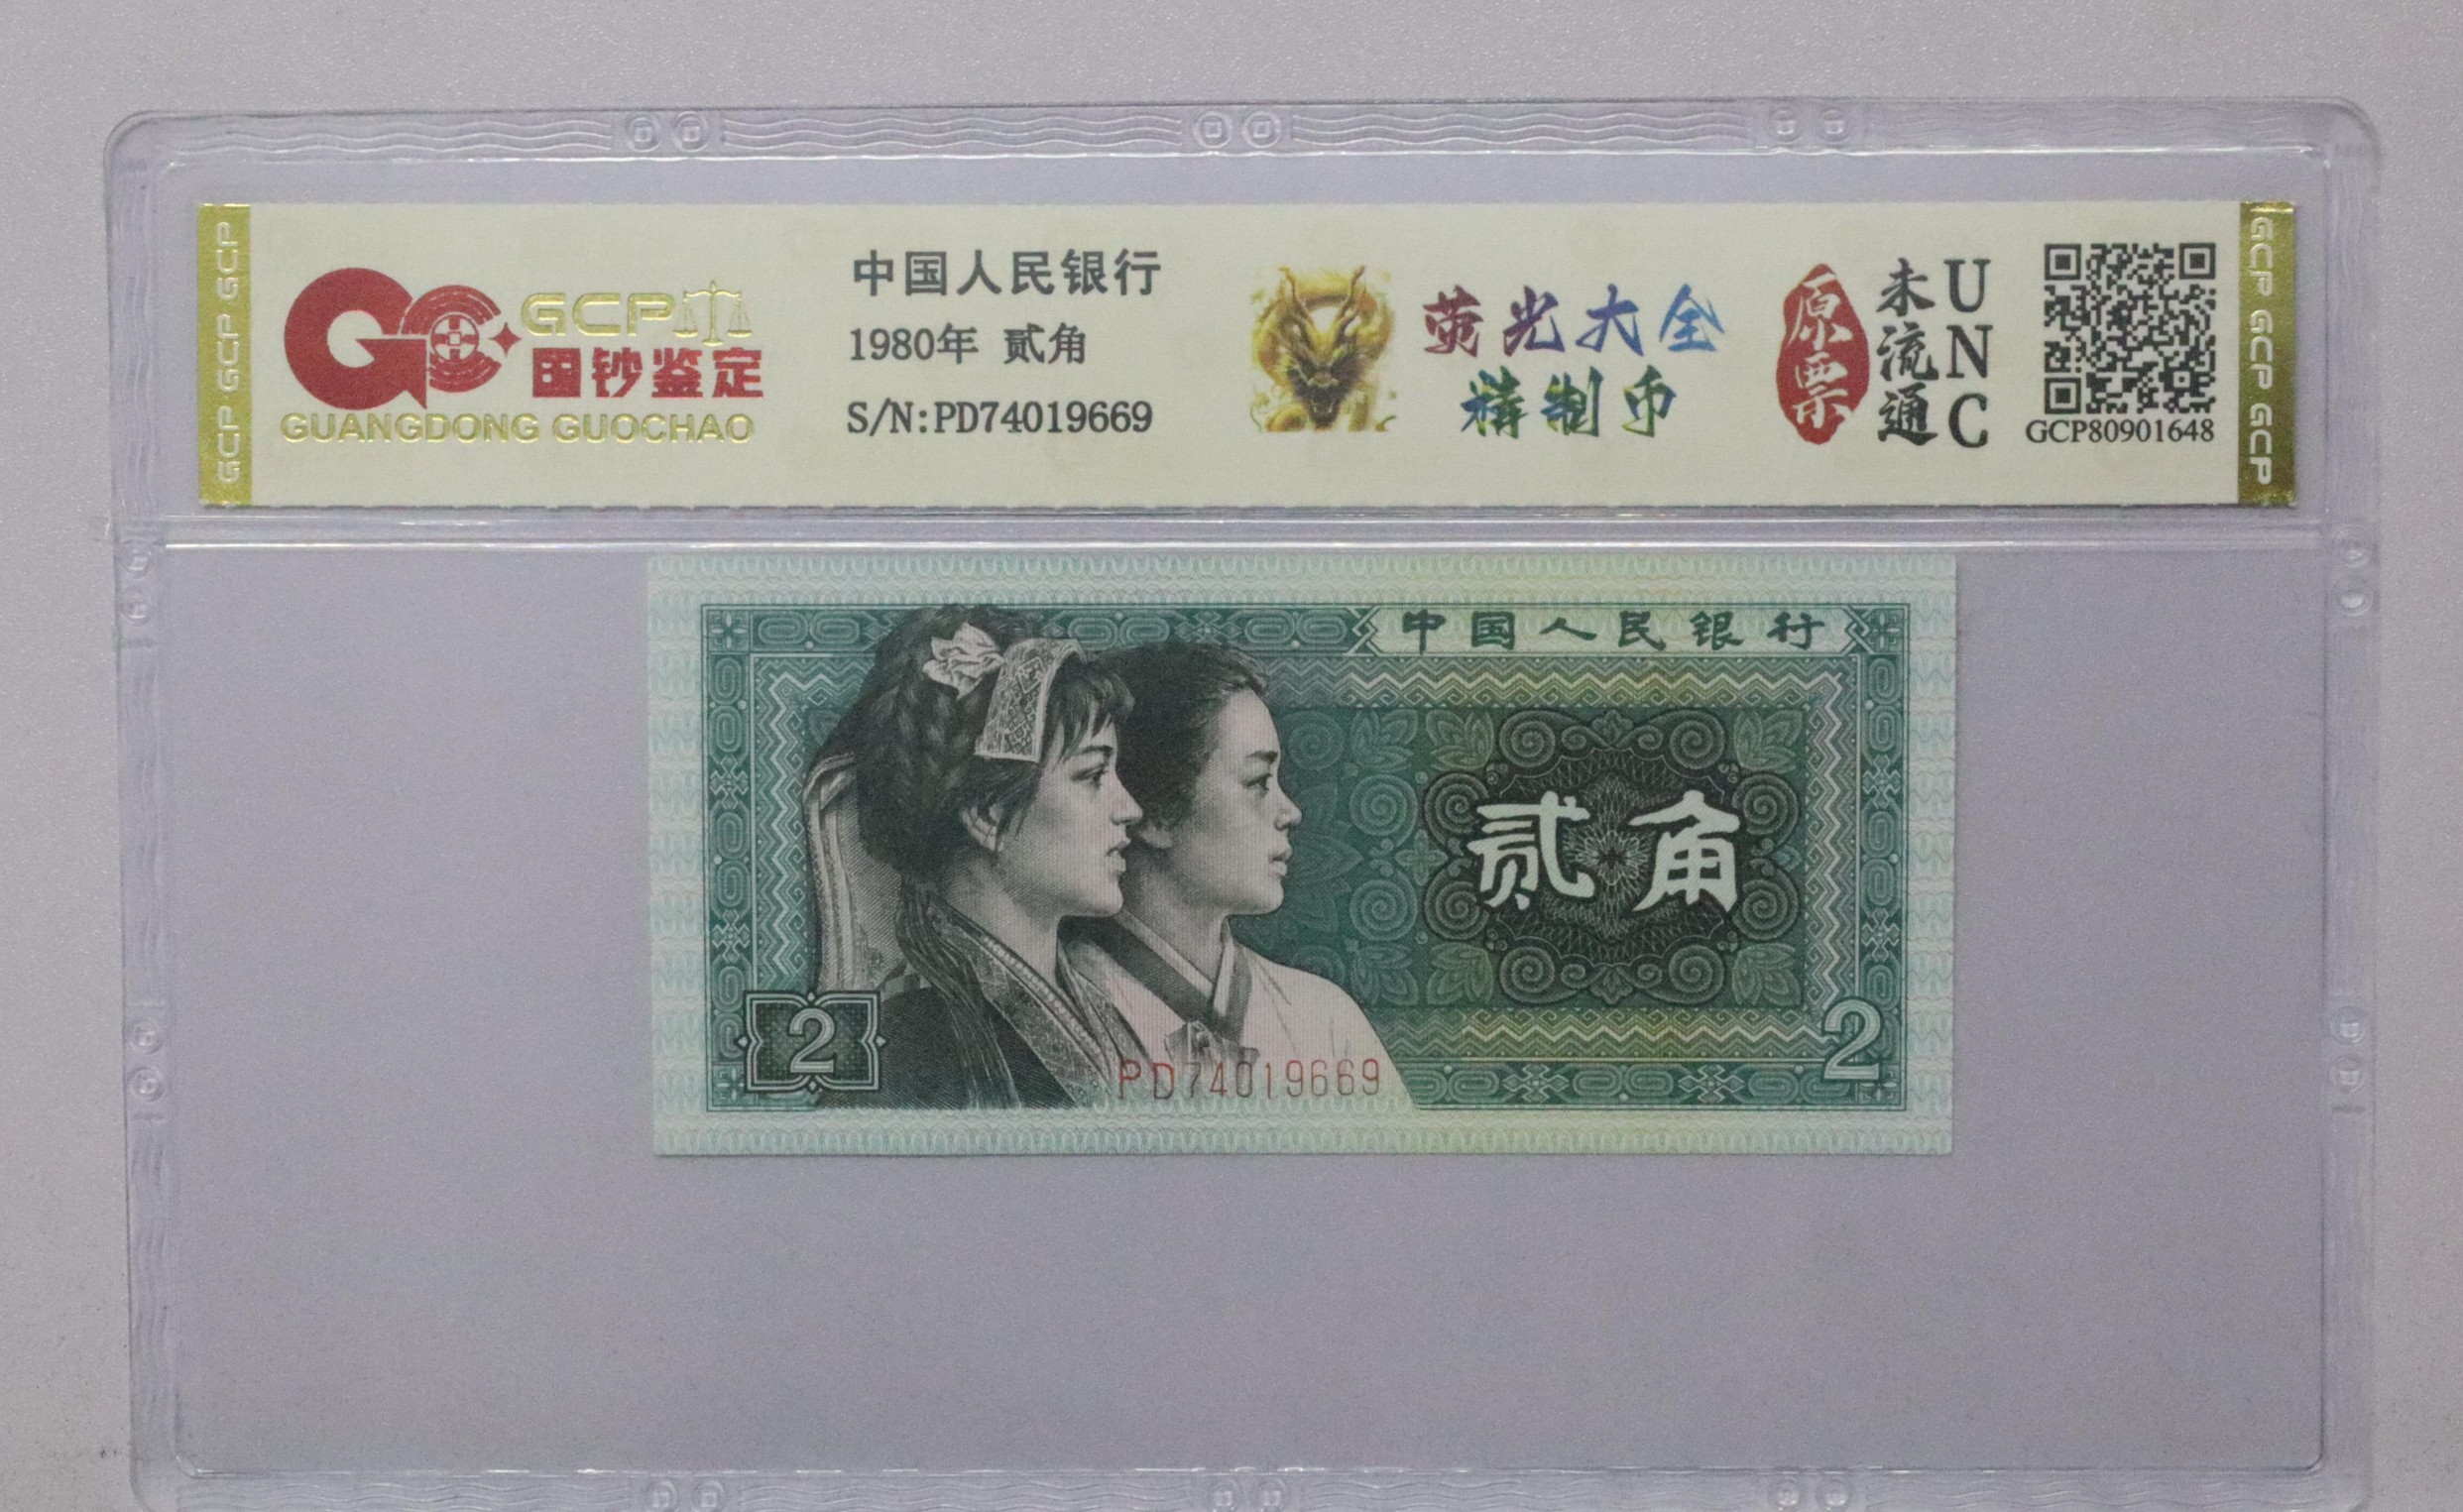 GCP GCP GCP
GCP
国钞鉴定
GUANGDONG GUOCHAO
中国人民银行
1980年 贰角
S/N:PD74019669
荧光大全
精制币
原票
未流通
UNC
GCP80901648
GCP GCP GCP
中国人民银行
贰角
2
2
PD74019669